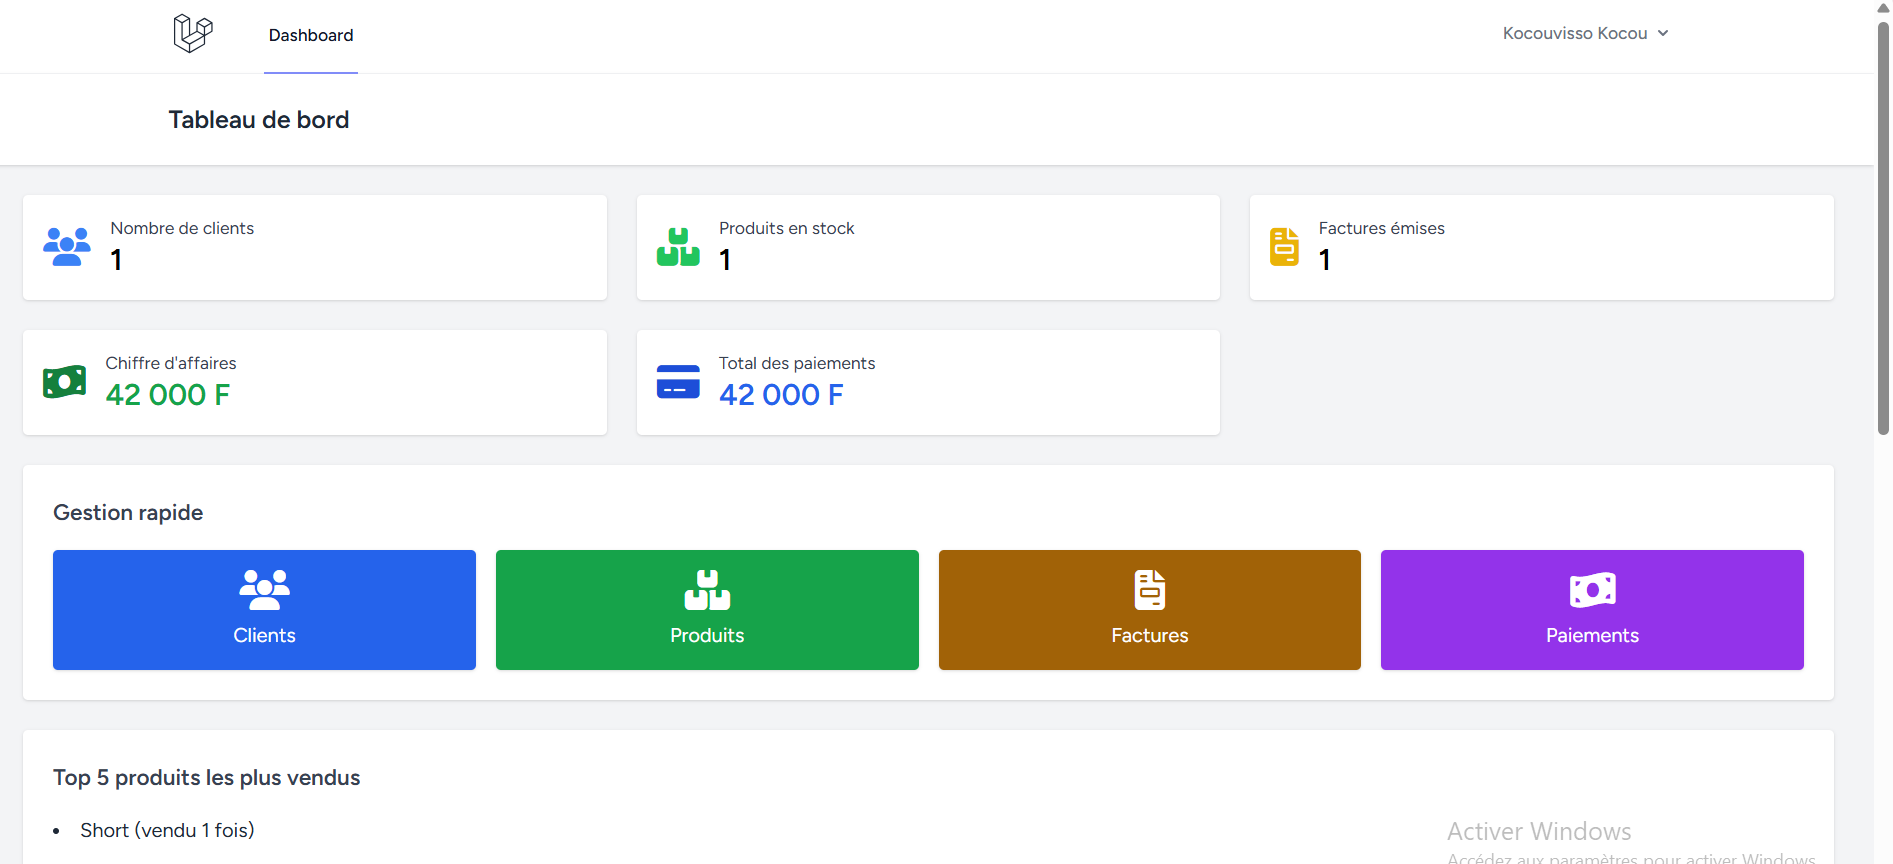 Dashboard
Kocouvisso Kocou
Tableau de bord
Nombre de clients
1
Produits en stock
1
Factures émises
1
Chiffre d'affaires
42 000 F
Total des paiements
42 000 F
Gestion rapide
Clients
Produits
Factures
Paiements
Top 5 produits les plus vendus
• Short (vendu 1 fois)
Activer Windows
Accédez aux paramètres pour activer Windows.